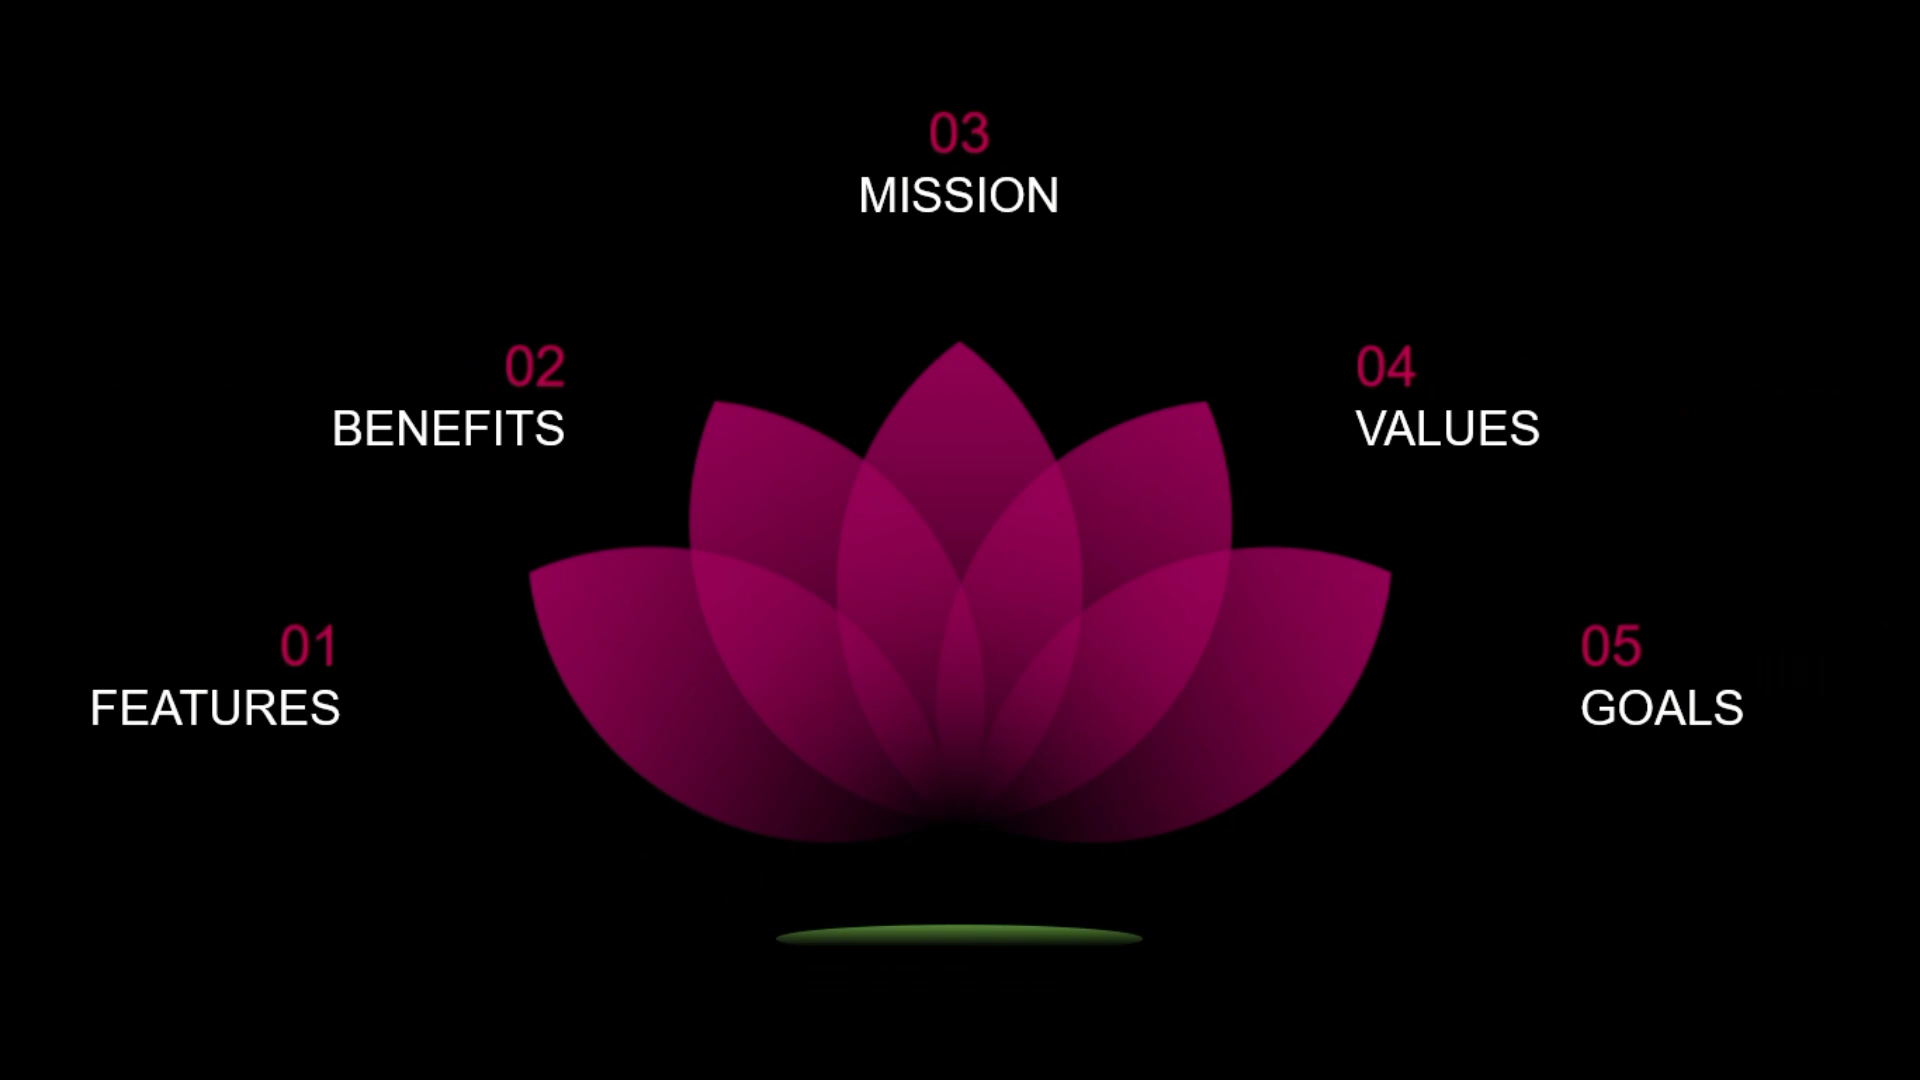 01
FEATURES
02
BENEFITS
03
MISSION
04
VALUES
05
GOALS